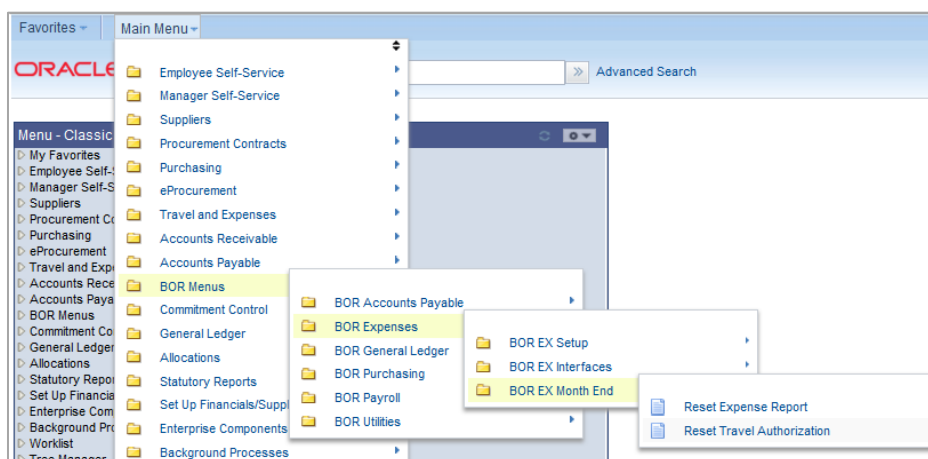 Favorites
Main Menu
ORACLE
Advanced Search
Employee Self-Service
Manager Self-Service
Suppliers
Procurement Contracts
Purchasing
eProcurement
Travel and Expenses
Accounts Receivable
Accounts Payable
BOR Menus
Commitment Control
General Ledger
Allocations
Statutory Reports
Set Up Financials/Suppl
Enterprise Components
Background Processes
Menu - Classic
My Favorites
Employee Self-
Manager Self-S
Suppliers
Procurement Co
Purchasing
eProcurement
Travel and Exp
Accounts Rece
Accounts Paya
BOR Menus
Commitment Co
General Ledger
Allocations
Statutory Repo
Set Up Financia
Enterprise Com
Background Pro
Worklist
Tree Manager
BOR Accounts Payable
BOR Expenses
BOR General Ledger
BOR Purchasing
BOR Payroll
BOR Utilities
BOR EX Setup
BOR EX Interfaces
BOR EX Month End
Reset Expense Report
Reset Travel Authorization